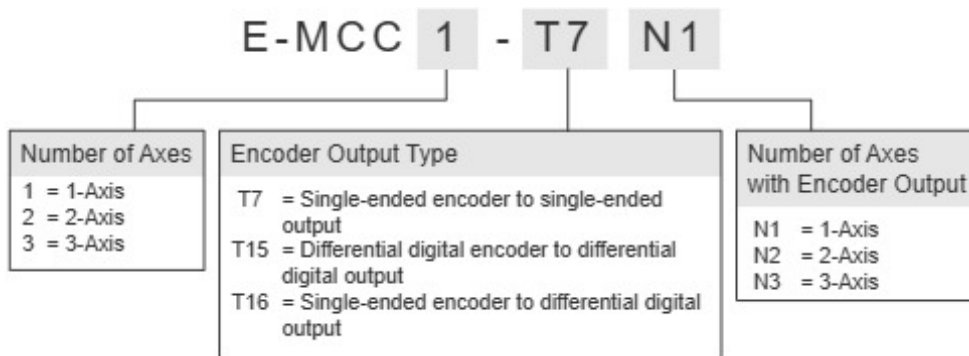 E-MCC 1 - T7 N1
Number of Axes
1 = 1-Axis
2 = 2-Axis
3 = 3-Axis
Encoder Output Type
T7 = Single-ended encoder to single-ended
output
T15 = Differential digital encoder to differential
digital output
T16 = Single-ended encoder to differential digital
output
Number of Axes
with Encoder Output
N1 = 1-Axis
N2 = 2-Axis
N3 = 3-Axis